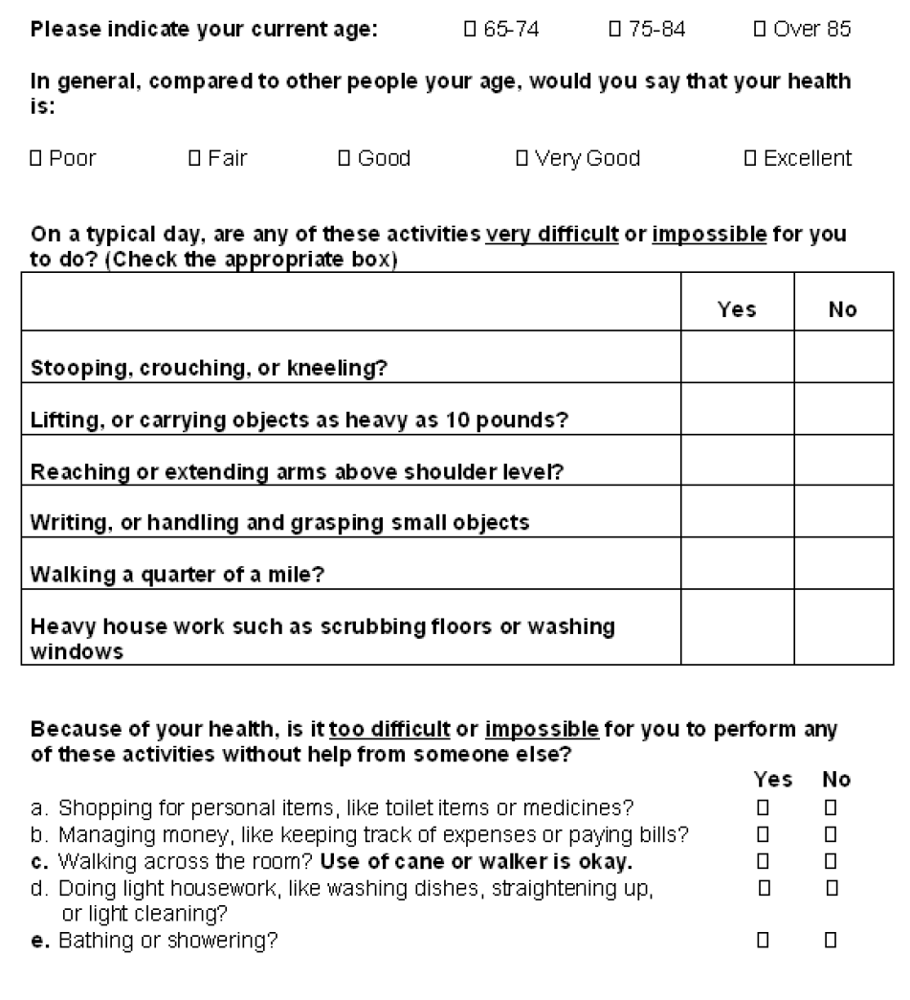 Please indicate your current age: ☐ 65-74 ☐ 75-84 ☐ Over 85
In general, compared to other people your age, would you say that your health
is:
☐ Poor ☐ Fair ☐ Good ☐ Very Good ☐ Excellent
On a typical day, are any of these activities very difficult or impossible for you
to do? (Check the appropriate box)
Yes No
Stooping, crouching, or kneeling?
Lifting, or carrying objects as heavy as 10 pounds?
Reaching or extending arms above shoulder level?
Writing, or handling and grasping small objects
Walking a quarter of a mile?
Heavy house work such as scrubbing floors or washing
windows
Because of your health, is it too difficult or impossible for you to perform any
of these activities without help from someone else?
Yes No
a. Shopping for personal items, like toilet items or medicines? ☐ ☐
b. Managing money, like keeping track of expenses or paying bills? ☐ ☐
c. Walking across the room? Use of cane or walker is okay. ☐ ☐
d. Doing light housework, like washing dishes, straightening up, ☐ ☐
or light cleaning?
e. Bathing or showering? ☐ ☐